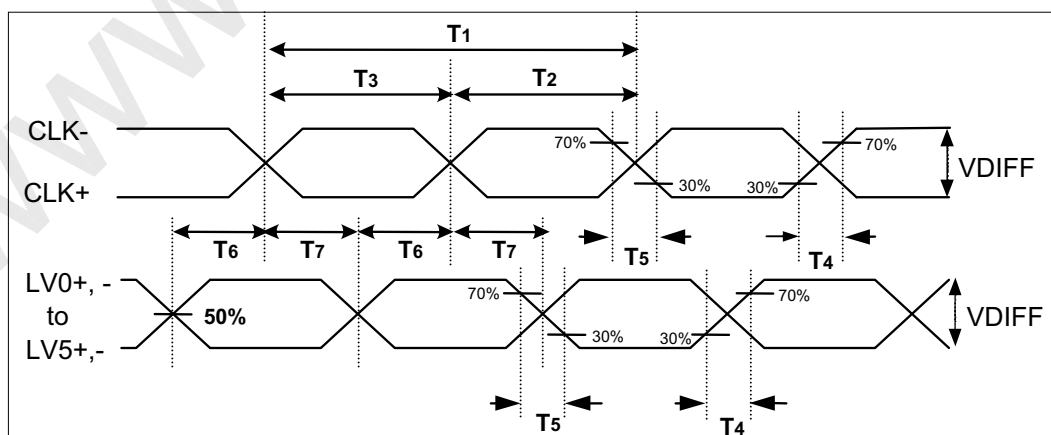 T1
T3 T2
CLK-
70% 70%
VDIFF
30% 30%
CLK+
T6 T7 T6 T7 T5 T4
LV0+, -
70% 70%
to 50% VDIFF
30% 30%
LV5+,-
T5 T4